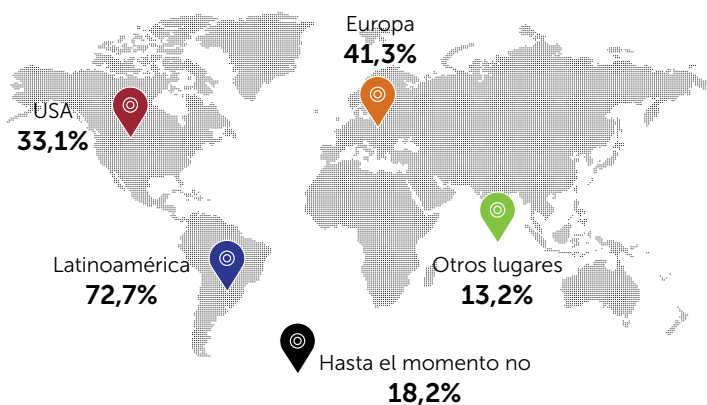 Europa
41,3%
USA
33,1%
Latinoamérica
72,7%
Otros lugares
13,2%
Hasta el momento no
18,2%